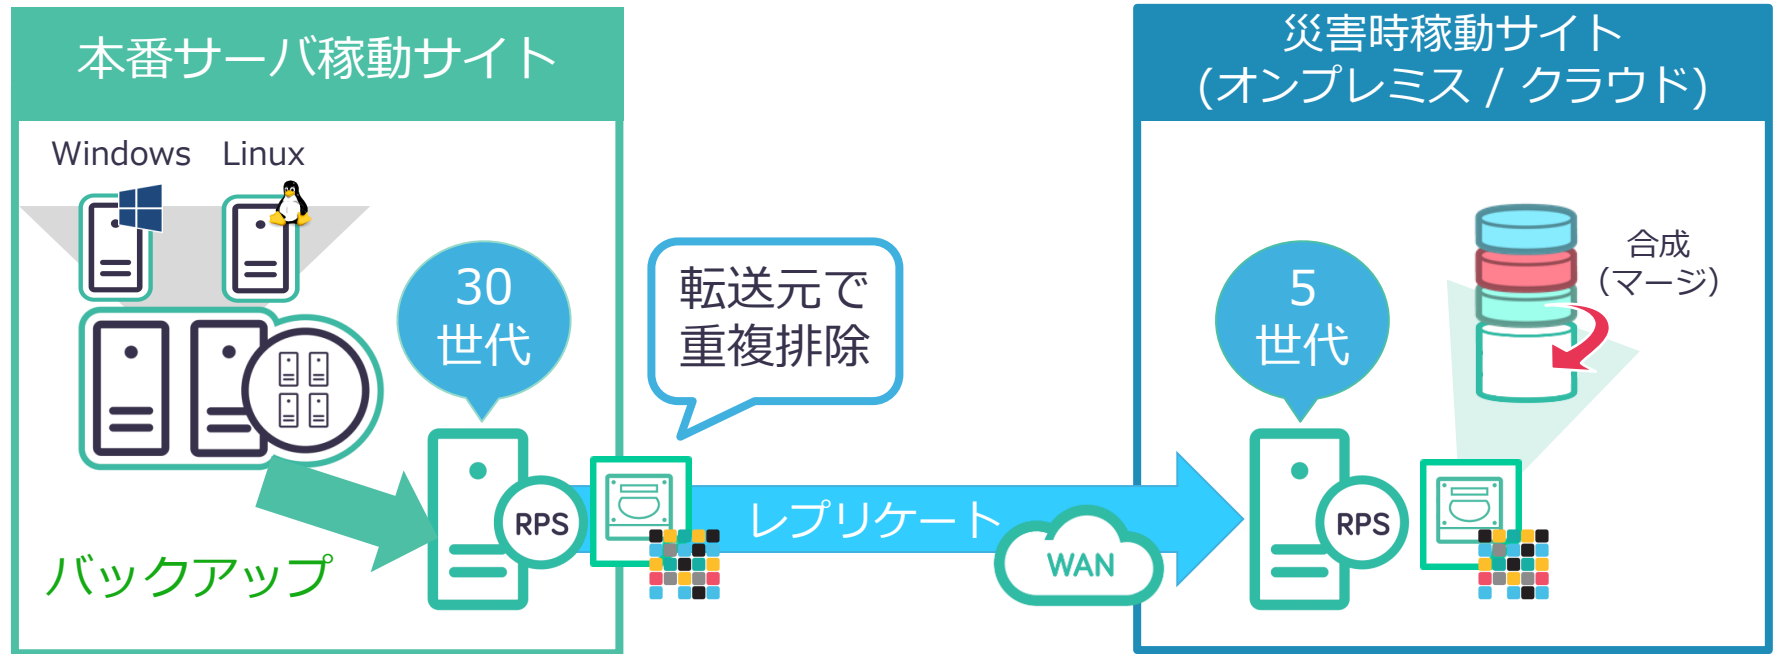 本番サーバ稼動サイト
Windows
Linux
30
世代
RPS
バックアップ
転送元で
重複排除
レプリケート
WAN
災害時稼動サイト
(オンプレミス / クラウド)
5
世代
RPS
合成
(マージ)